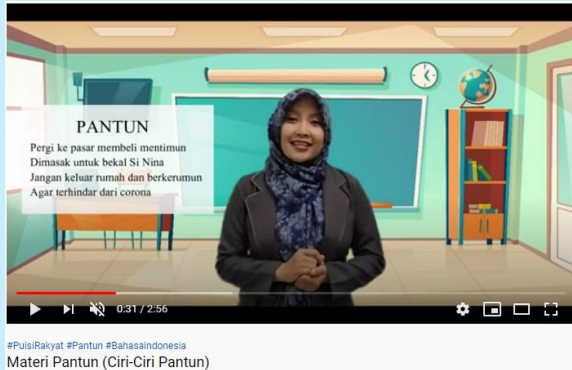 PANTUN
Pergi ke pasar membeli mentimun
Dimasak untuk bekal Si Nina
Jangan keluar rumah dan berkerumun
Agar terhindar dari corona
0:31 / 2:56
#PuisiRakyat #Pantun #Bahasaindonesia
Materi Pantun (Ciri-Ciri Pantun)